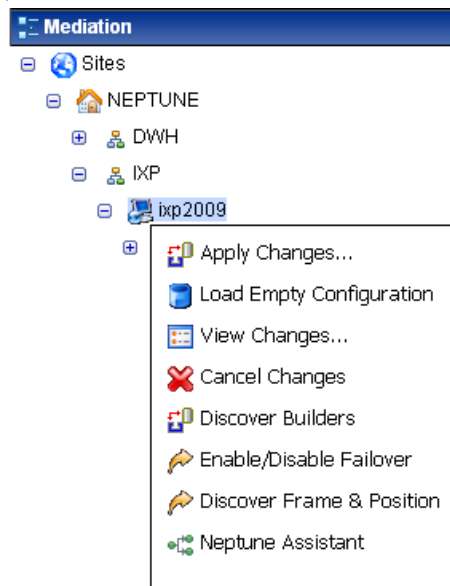 Mediation
Sites
NEPTUNE
DWH
IXP
ixp2009
Apply Changes...
Load Empty Configuration
View Changes...
Cancel Changes
Discover Builders
Enable/Disable Failover
Discover Frame & Position
Neptune Assistant